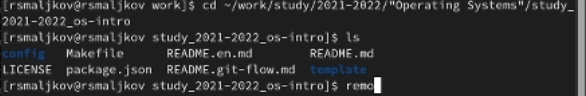 [rsmaljkov@rsmaljkov work]$ cd ~/work/study/2021-2022/"Operating Systems"/study_
2021-2022_os-intro
[rsmaljkov@rsmaljkov study_2021-2022_os-intro]$ ls
config Makefile README.en.md README.md
LICENSE package.json README.git-flow.md template
[rsmaljkov@rsmaljkov study_2021-2022_os-intro]$ remo